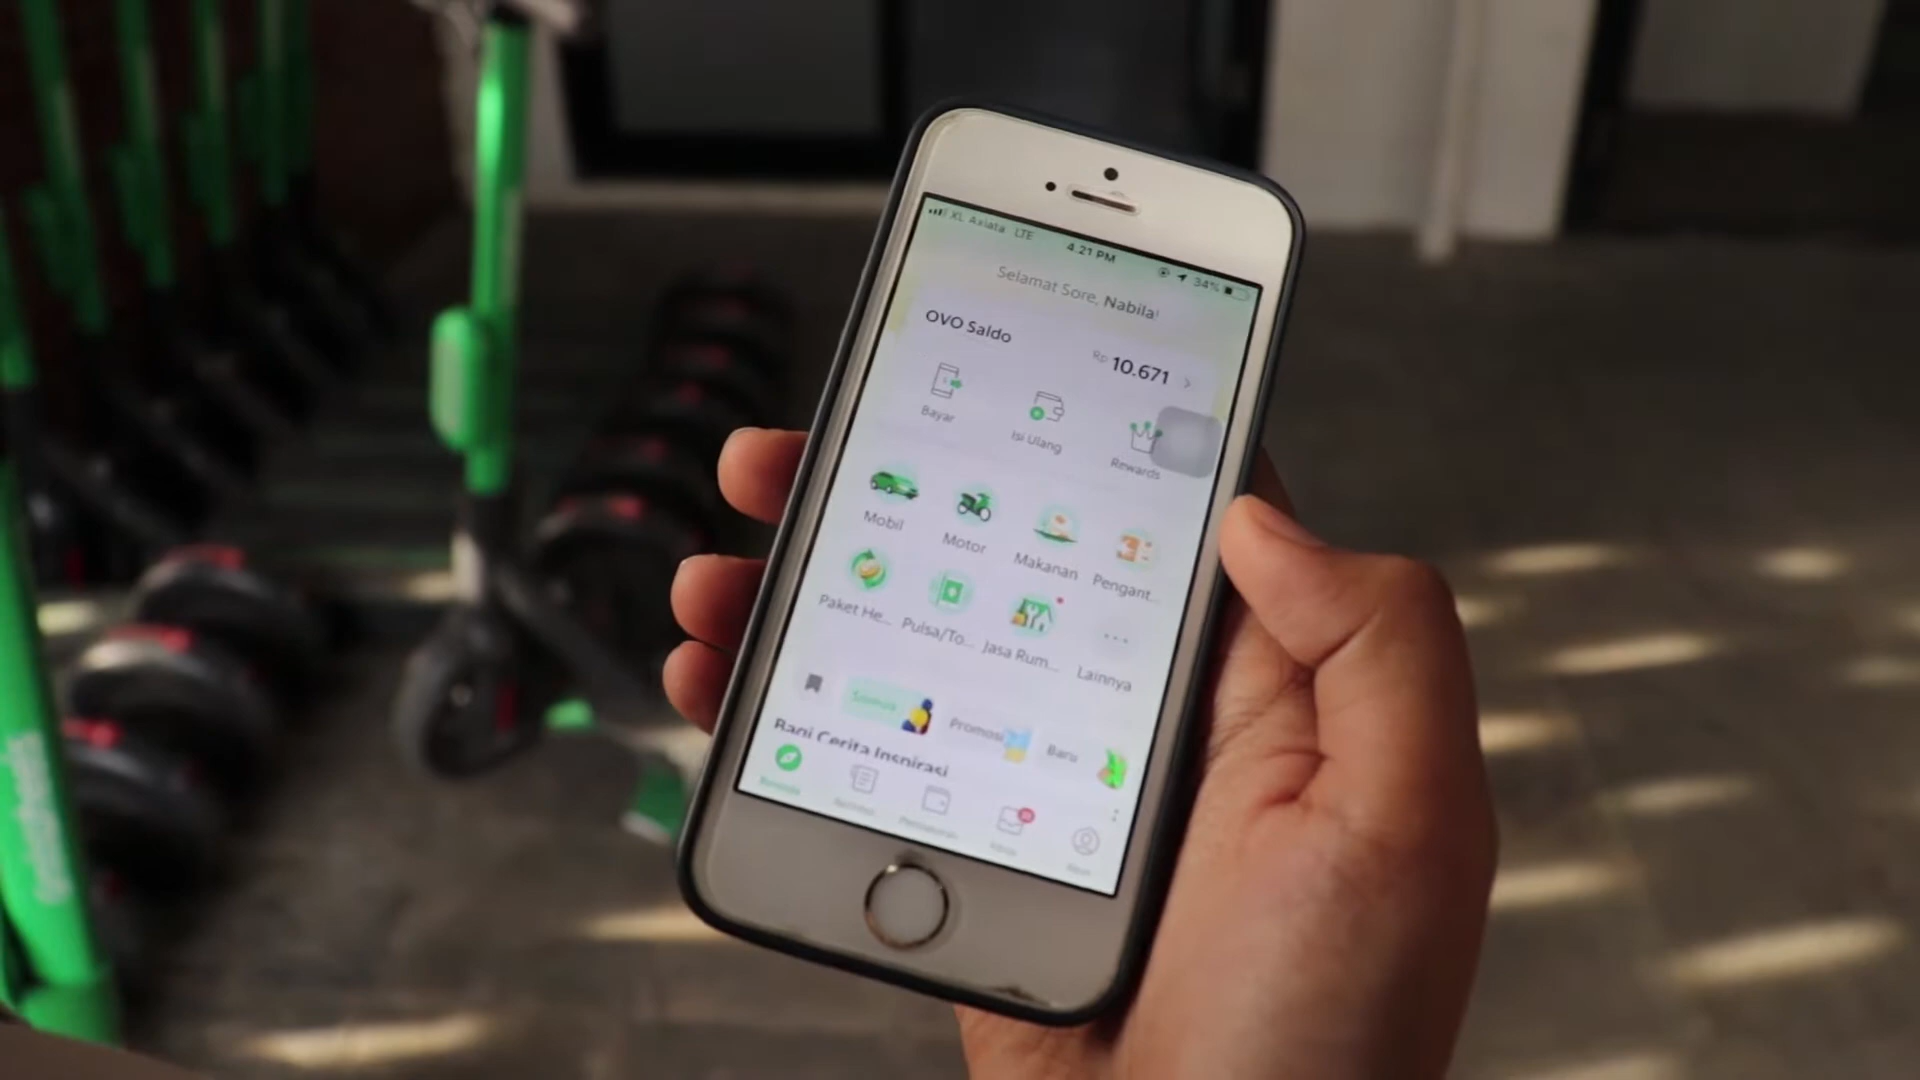 XL Axiata LTE 4.21 PM 34%
Selamat Sore, Nabila!
OVO Saldo Rp 10.671
Bayar Isi Ulang Rewards
Mobil Motor Makanan Pengant...
Paket He... Pulsa/To... Jasa Rum... Lainnya
Semua Promosi Baru
Bagi Cerita Inspirasi